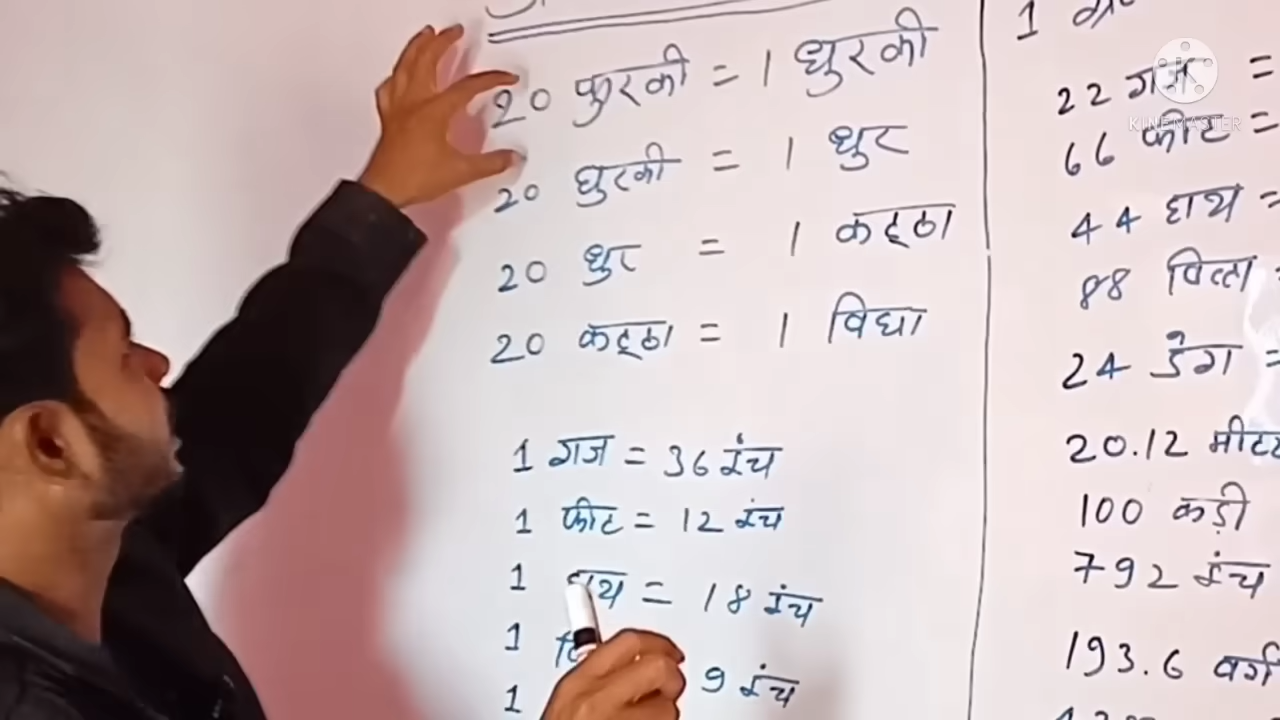 20 फुरकी = 1 धुरकी
20 धुरकी = 1 धुर
20 धुर = 1 कट्ठा
20 कट्ठा = 1 विघा
1 गज = 36 इंच
1 फीट = 12 इंच
1 हाथ = 18 इंच
1
9 इंच
1
1
22 गज =
66 फीट =
44 हाथ =
88 वित्ता =
24 डेग =
20.12 मीटर
100 कड़ी
792 इंच
193.6 वर्ग
KINEMASTER